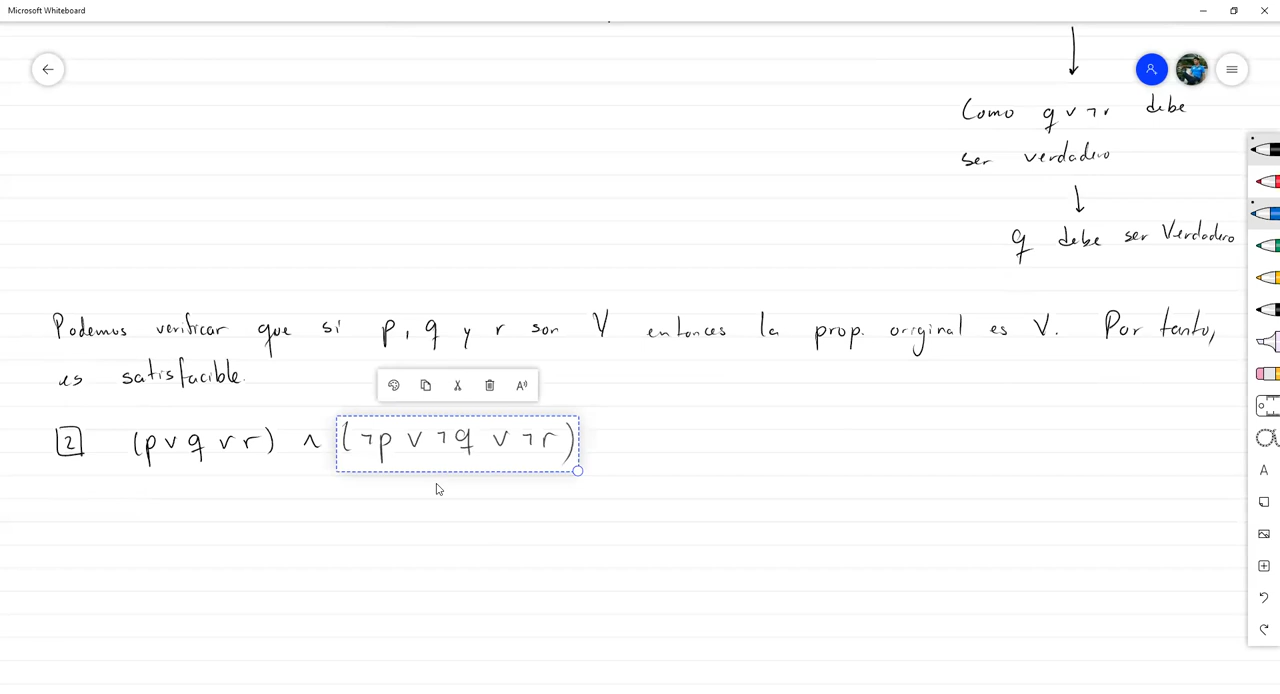 Microsoft Whiteboard
Como q ∨ ¬r debe
ser verdadero
q debe ser Verdadero
Podemos verificar que si p, q y r son V entonces la prop. original es V. Por tanto,
es satisfacible.
2 (p ∨ q ∨ r) ∧ (¬p ∨ ¬q ∨ ¬r)